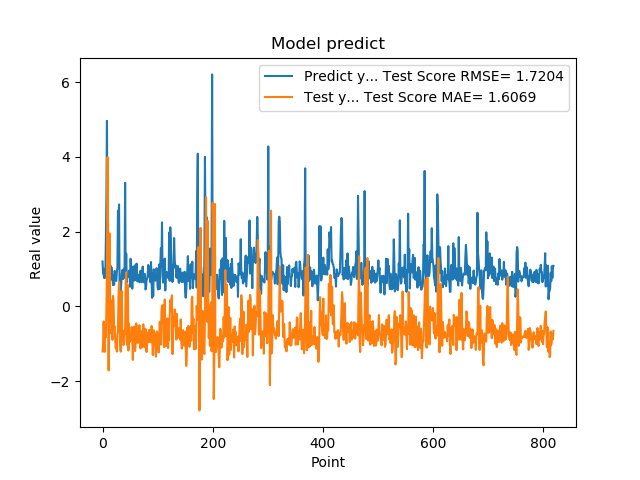 Model predict
Predict y... Test Score RMSE= 1.7204
Test y... Test Score MAE= 1.6069
6
4
2
0
−2
Real value
0 200 400 600 800
Point